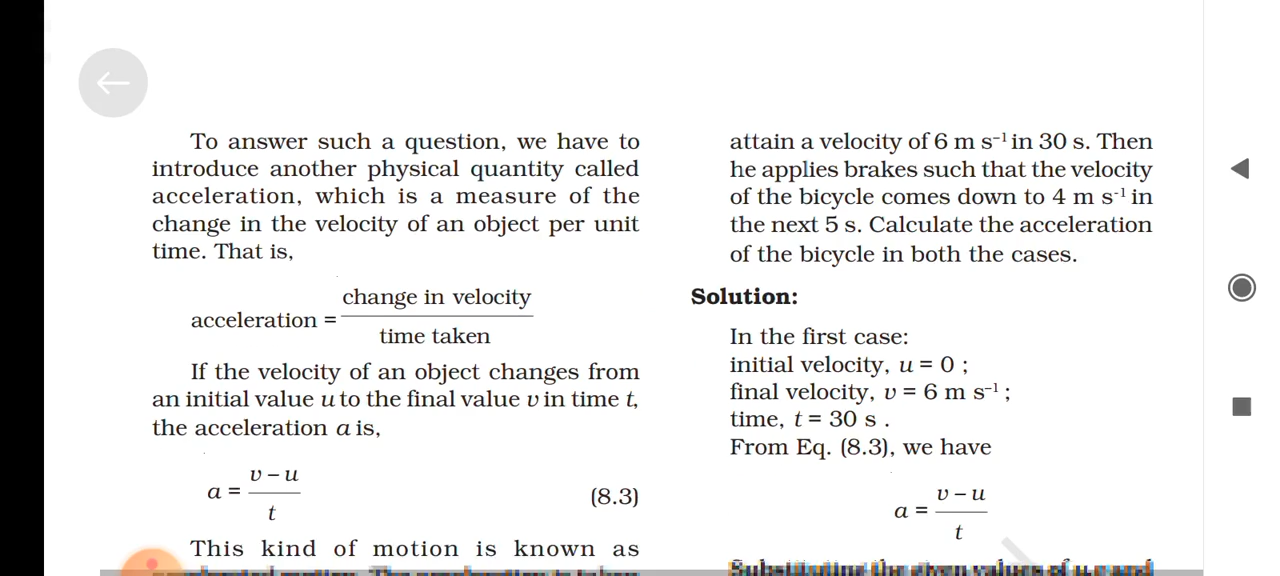 To answer such a question, we have to
introduce another physical quantity called
acceleration, which is a measure of the
change in the velocity of an object per unit
time. That is,
acceleration = change in velocity
time taken
If the velocity of an object changes from
an initial value u to the final value v in time t,
the acceleration a is,
a = v – u
t
(8.3)
This kind of motion is known as
attain a velocity of 6 m s⁻¹ in 30 s. Then
he applies brakes such that the velocity
of the bicycle comes down to 4 m s⁻¹ in
the next 5 s. Calculate the acceleration
of the bicycle in both the cases.
Solution:
In the first case:
initial velocity, u = 0 ;
final velocity, v = 6 m s⁻¹ ;
time, t = 30 s .
From Eq. (8.3), we have
a = v – u
t